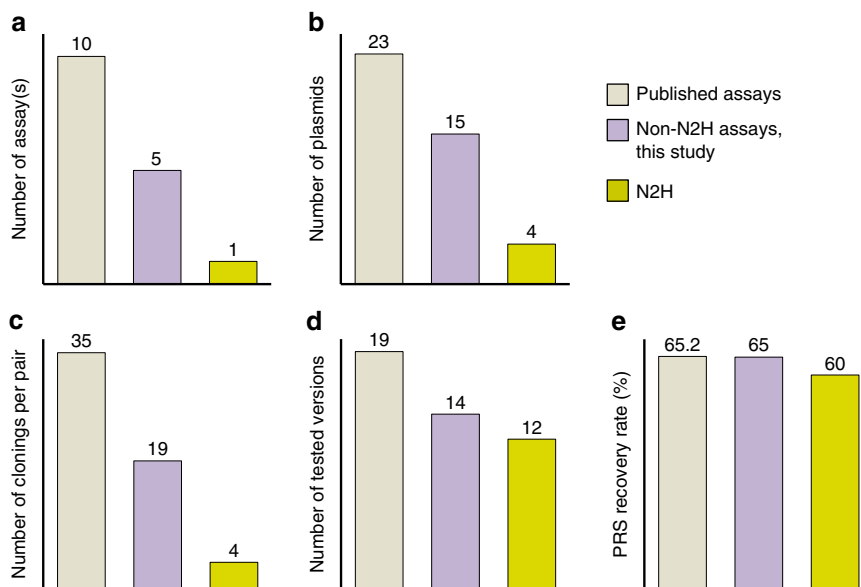 a
Number of assay(s)
10
5
1
b
Number of plasmids
23
15
4
Published assays
Non-N2H assays,
this study
N2H
c
Number of clonings per pair
35
19
4
d
Number of tested versions
19
14
12
e
PRS recovery rate (%)
65.2
65
60